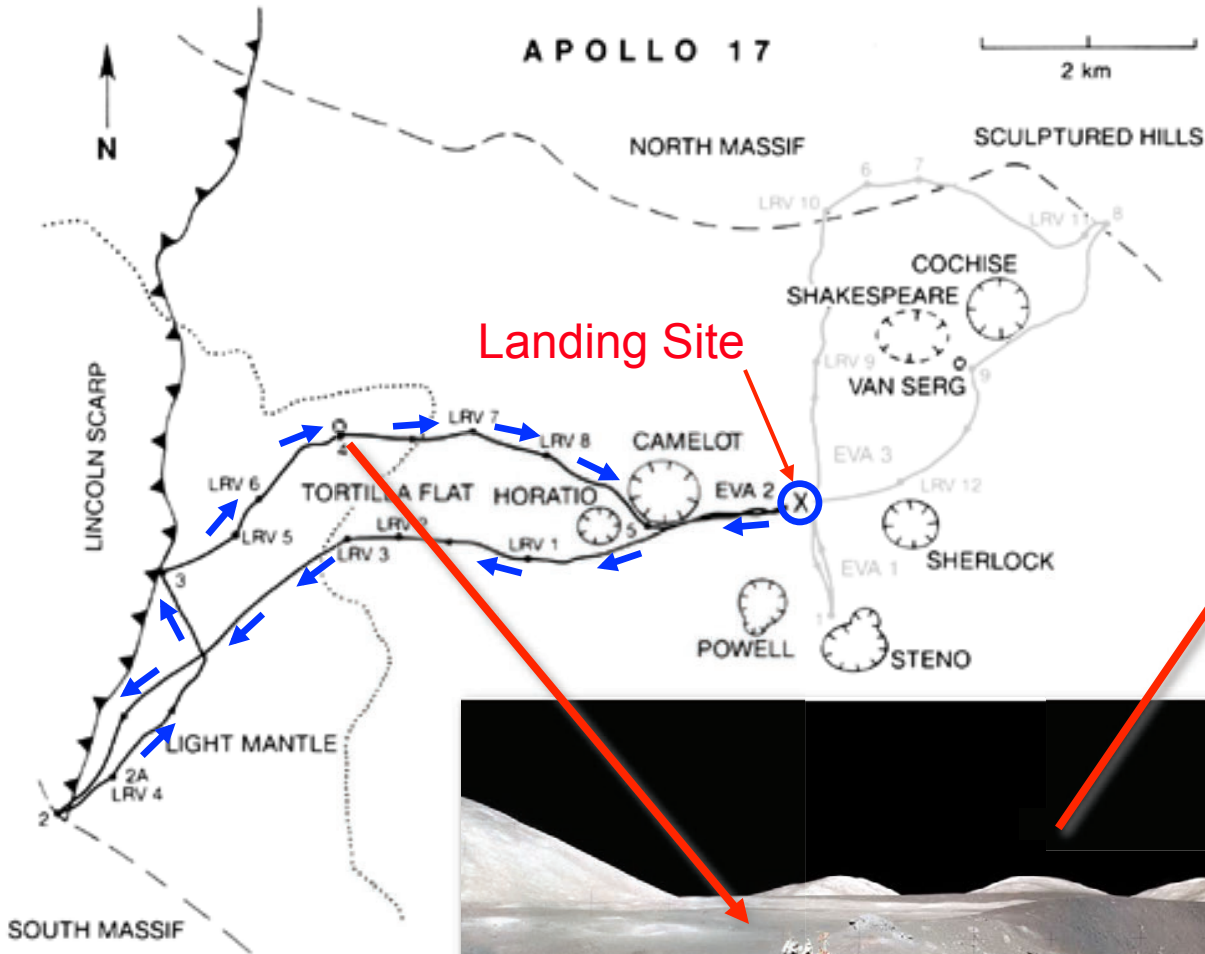 APOLLO 17
2 km
N
NORTH MASSIF
SCULPTURED HILLS
6
7
LRV 10
LRV 11
8
COCHISE
SHAKESPEARE
Landing Site
LRV 9
VAN SERG
9
LINCOLN SCARP
LRV 7
4
LRV 8
CAMELOT
EVA 3
LRV 6
TORTILLA FLAT
HORATIO
EVA 2
X
LRV 12
5
LRV 5
LRV 2
LRV 3
LRV 1
SHERLOCK
3
EVA 1
1
POWELL
STENO
LIGHT MANTLE
2A
LRV 4
2
SOUTH MASSIF